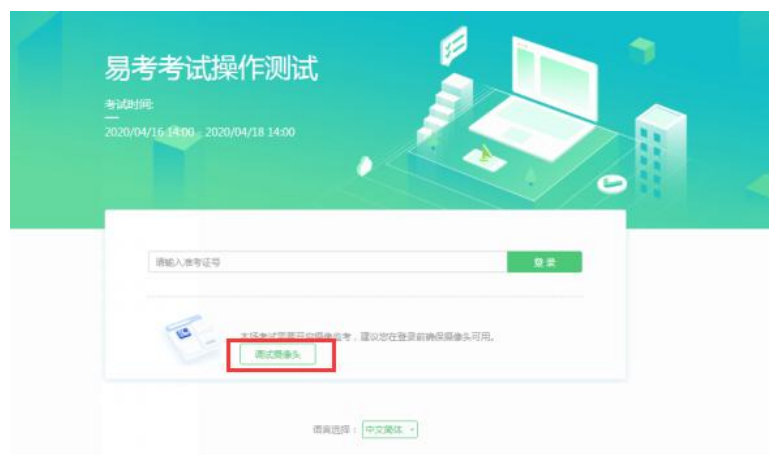 易考考试操作测试
考试时间:
2020/04/16 14:00 - 2020/04/18 14:00
请输入准考证号
登录
本场考试需要开启摄像监考，建议您在登录前确保摄像头可用。
调试摄像头
语言选择：中文简体